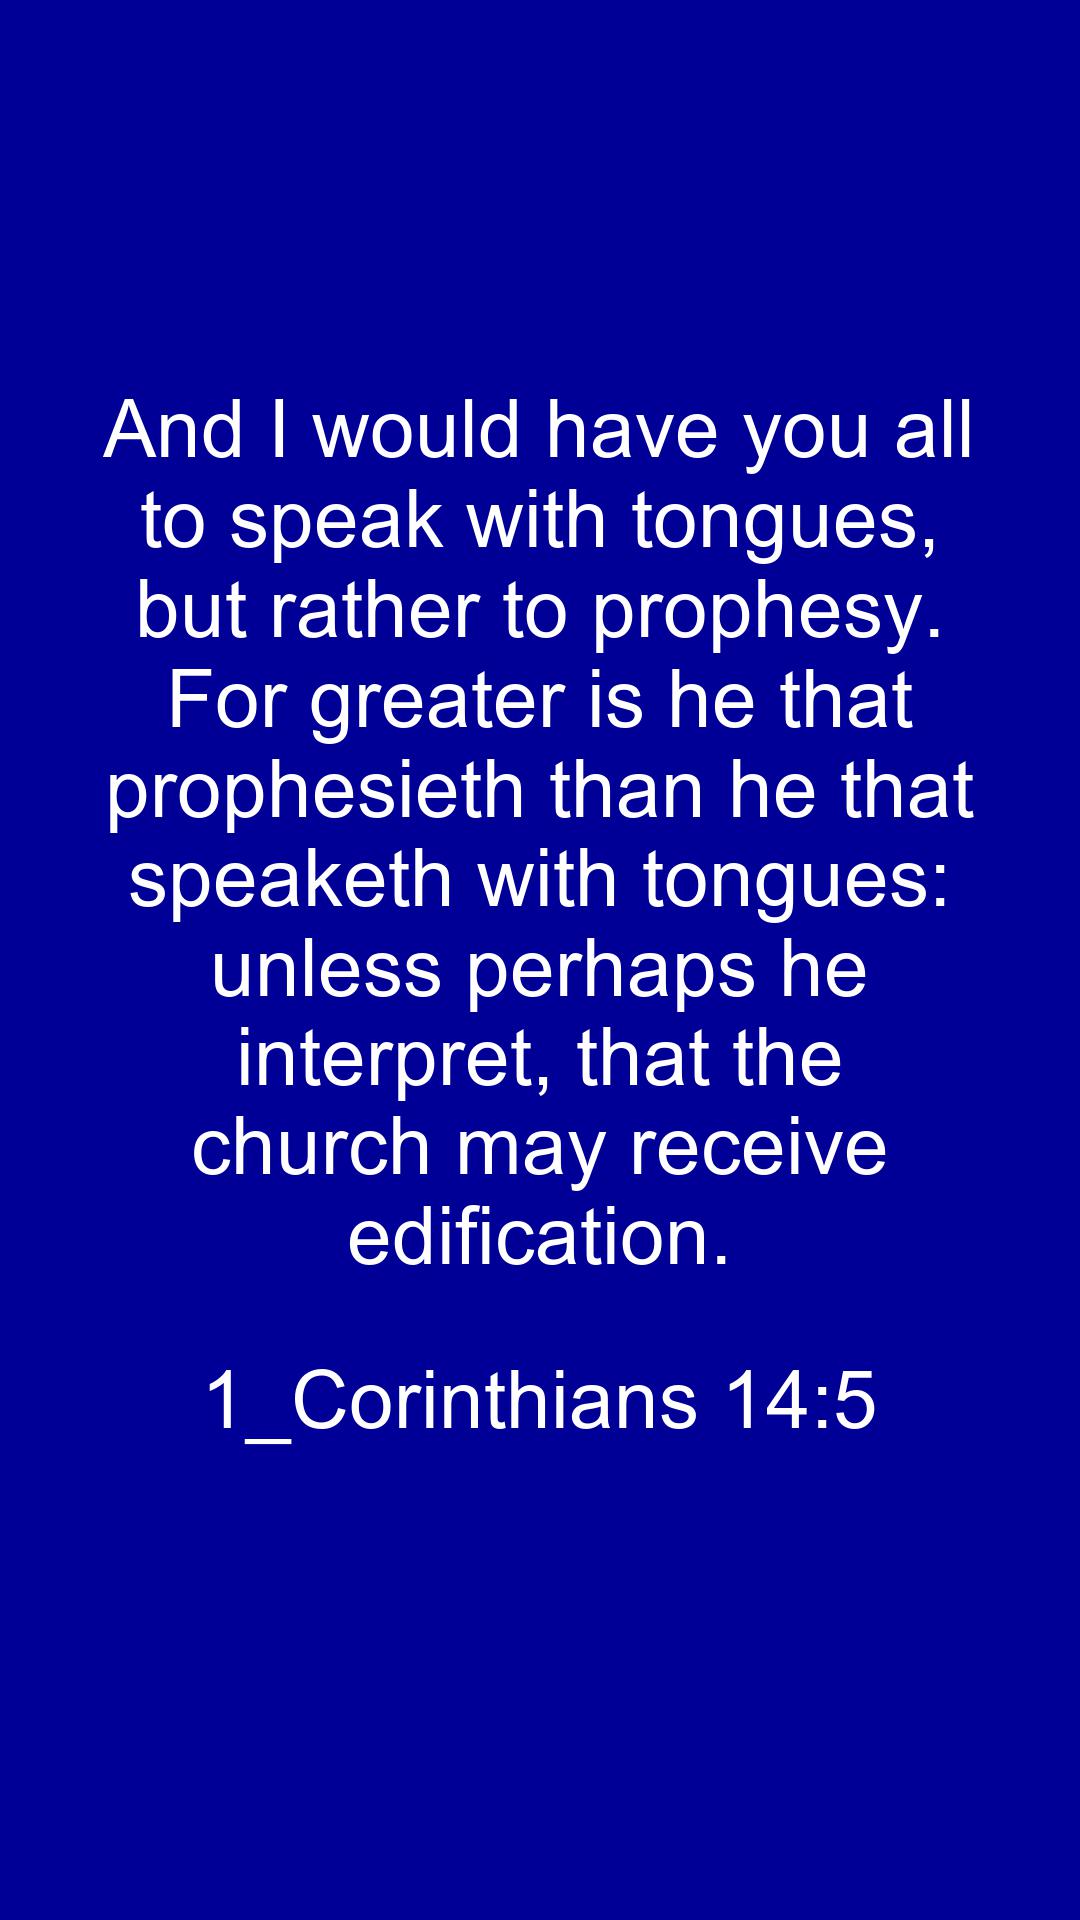 And I would have you all
to speak with tongues,
but rather to prophesy.
For greater is he that
prophesieth than he that
speaketh with tongues:
unless perhaps he
interpret, that the
church may receive
edification.
1_Corinthians 14:5